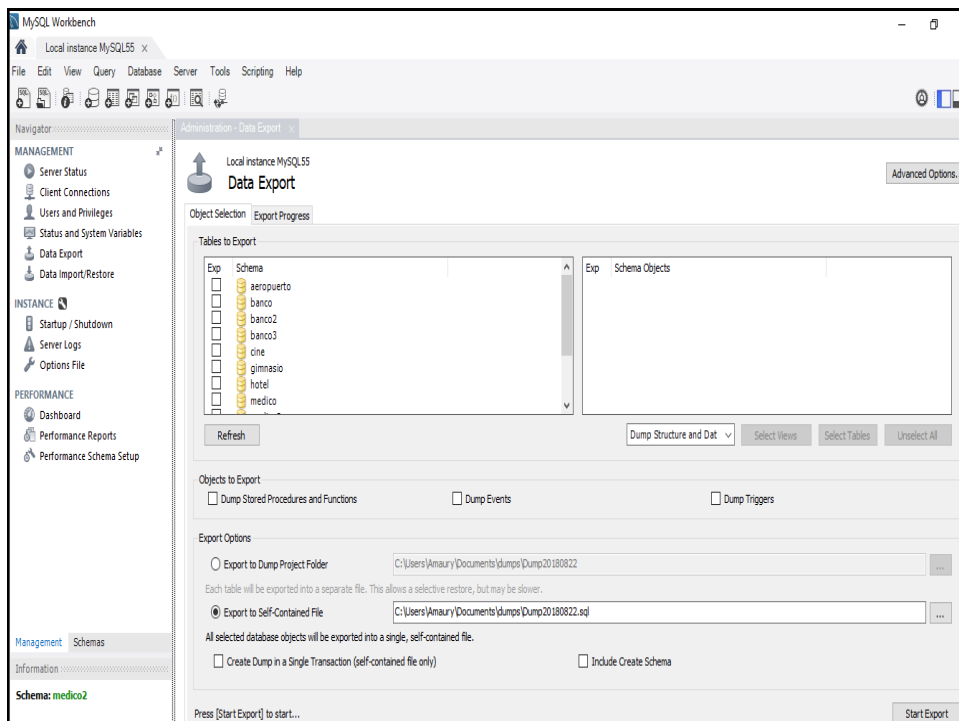 MySQL Workbench
Local instance MySQL55 X
File Edit View Query Database Server Tools Scripting Help
Navigator
MANAGEMENT
Server Status
Client Connections
Users and Privileges
Status and System Variables
Data Export
Data Import/Restore
INSTANCE
Startup / Shutdown
Server Logs
Options File
PERFORMANCE
Dashboard
Performance Reports
Performance Schema Setup
Management Schemas
Information
Schema: medico2
Administration - Data Export x
Local instance MySQL55
Data Export
Advanced Options.
Object Selection Export Progress
Tables to Export
Exp Schema
aeropuerto
banco
banco2
banco3
cine
gimnasio
hotel
medico
Exp Schema Objects
Refresh
Dump Structure and Dat
Select Views
Select Tables
Unselect All
Objects to Export
Dump Stored Procedures and Functions
Dump Events
Dump Triggers
Export Options
Export to Dump Project Folder
C:\Users\Amaury\Documents\dumps\Dump20180822
...
Each table will be exported into a separate file. This allows a selective restore, but may be slower.
Export to Self-Contained File
C:\Users\Amaury\Documents\dumps\Dump20180822.sql
...
All selected database objects will be exported into a single, self-contained file.
Create Dump in a Single Transaction (self-contained file only)
Include Create Schema
Press [Start Export] to start...
Start Export